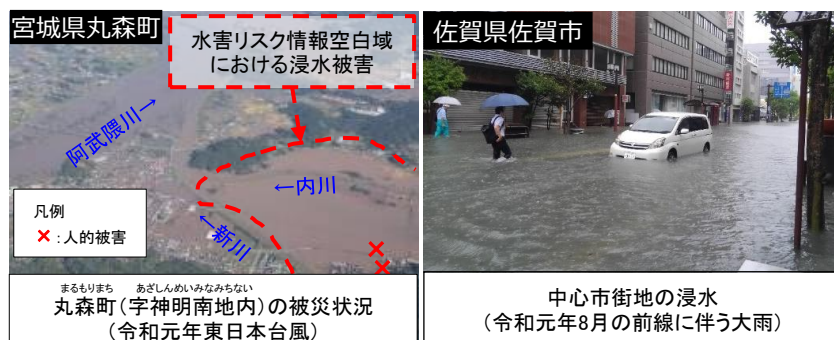 宮城県丸森町
水害リスク情報空白域
における浸水被害
阿武隈川→
←内川
←新川
凡例
×：人的被害
まるもりまち あざしんめいみなみちない
丸森町（字神明南地内）の被災状況
（令和元年東日本台風）
佐賀県佐賀市
中心市街地の浸水
（令和元年8月の前線に伴う大雨）